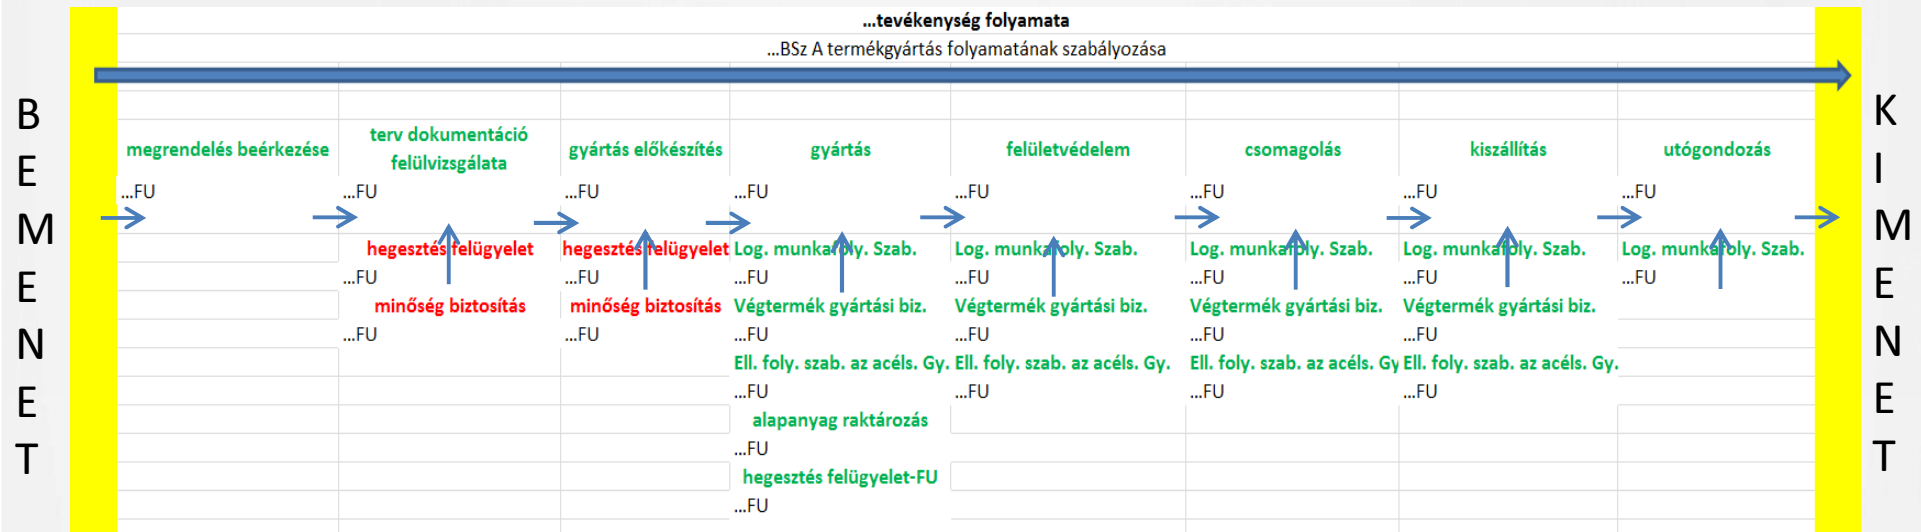 ...tevékenység folyamata
...BSz A termékgyártás folyamatának szabályozása
BEMENET
KIMENET
megrendelés beérkezése
terv dokumentáció
felülvizsgálata
gyártás előkészítés
gyártás
felületvédelem
csomagolás
kiszállítás
utógondozás
...FU ...FU ...FU ...FU ...FU ...FU ...FU ...FU
hegesztés felügyelet hegesztés felügyelet Log. munkafoly. Szab. Log. munkafoly. Szab. Log. munkafoly. Szab. Log. munkafoly. Szab. Log. munkafoly. Szab.
...FU ...FU ...FU ...FU ...FU ...FU ...FU
minőség biztosítás minőség biztosítás Végtermék gyártási biz. Végtermék gyártási biz. Végtermék gyártási biz. Végtermék gyártási biz.
...FU ...FU ...FU ...FU ...FU ...FU
Ell. foly. szab. az acéls. Gy. Ell. foly. szab. az acéls. Gy. Ell. foly. szab. az acéls. Gy Ell. foly. szab. az acéls. Gy.
...FU ...FU ...FU ...FU
alapanyag raktározás
...FU
hegesztés felügyelet-FU
...FU